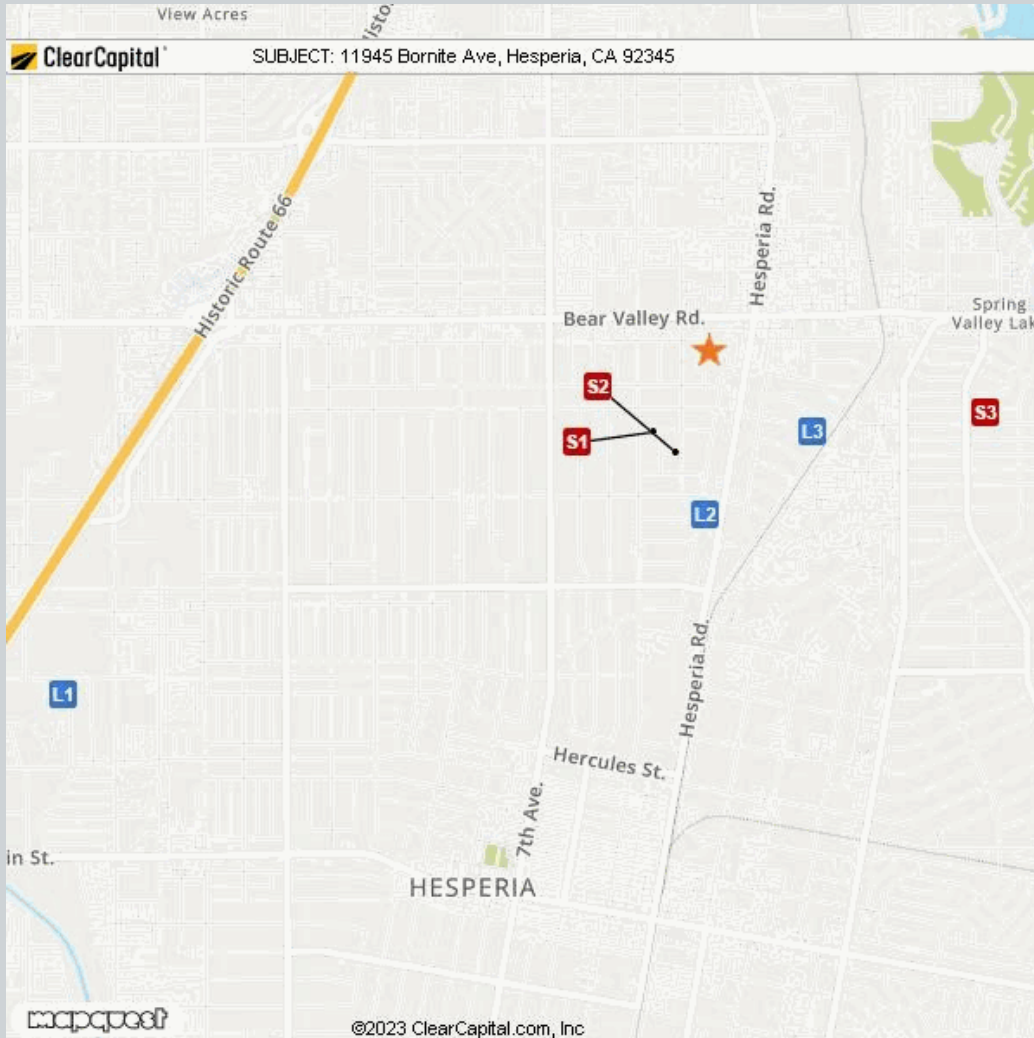 View Acres
Histo
ClearCapital
SUBJECT: 11945 Bornite Ave, Hesperia, CA 92345
Historic Route 66
Hesperia Rd.
Bear Valley Rd.
Spring
Valley Lak
S2
S3
S1
L3
L2
Hesperia Rd.
L1
Hercules St.
7th Ave.
in St.
HESPERIA
mapquest
©2023 ClearCapital.com, Inc